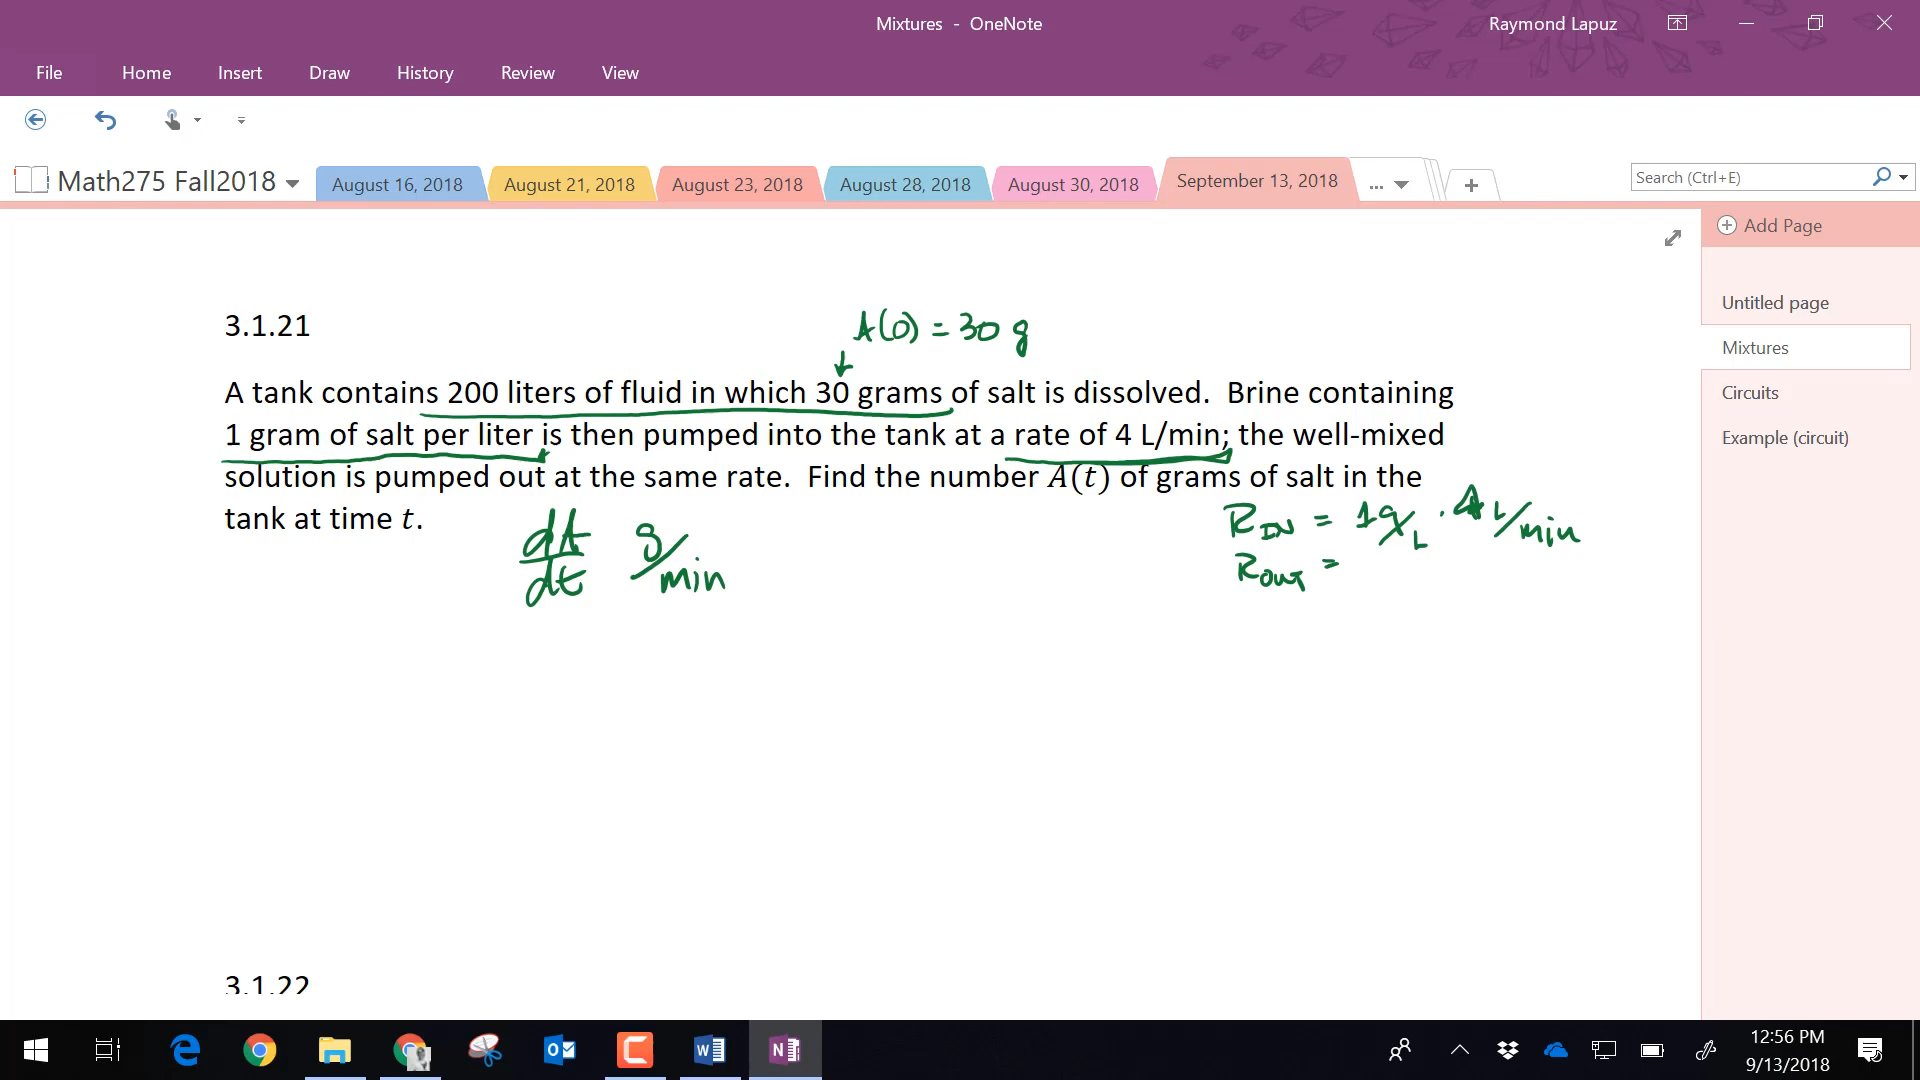 Mixtures - OneNote
Raymond Lapuz
File Home Insert Draw History Review View
Math275 Fall2018
August 16, 2018
August 21, 2018
August 23, 2018
August 28, 2018
August 30, 2018
September 13, 2018
...
+
Search (Ctrl+E)
Add Page
Untitled page
Mixtures
Circuits
Example (circuit)
3.1.21
A(0) = 30 g
A tank contains 200 liters of fluid in which 30 grams of salt is dissolved. Brine containing
1 gram of salt per liter is then pumped into the tank at a rate of 4 L/min; the well-mixed
solution is pumped out at the same rate. Find the number A(t) of grams of salt in the
tank at time t.
dA/dt g/min
R_IN = 1 g/L · 4 L/min
R_OUT =
3.1.22
12:56 PM
9/13/2018